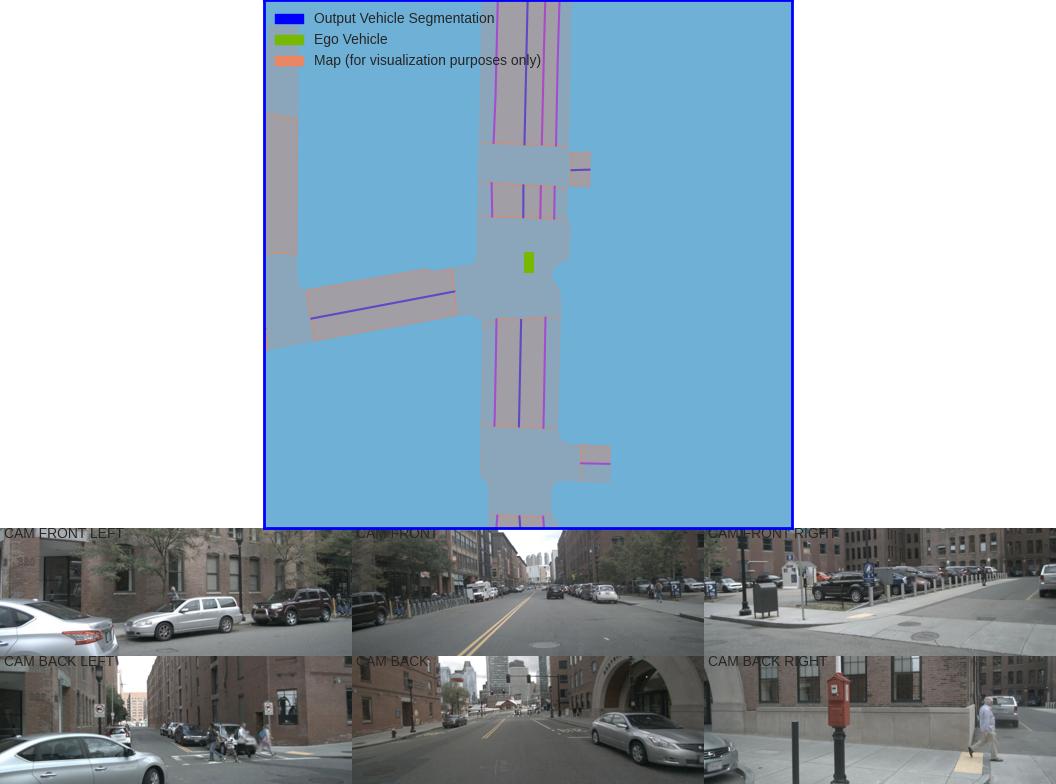 Output Vehicle Segmentation
Ego Vehicle
Map (for visualization purposes only)
CAM FRONT LEFT
CAM FRONT
CAM FRONT RIGHT
CAM BACK LEFT
CAM BACK
CAM BACK RIGHT